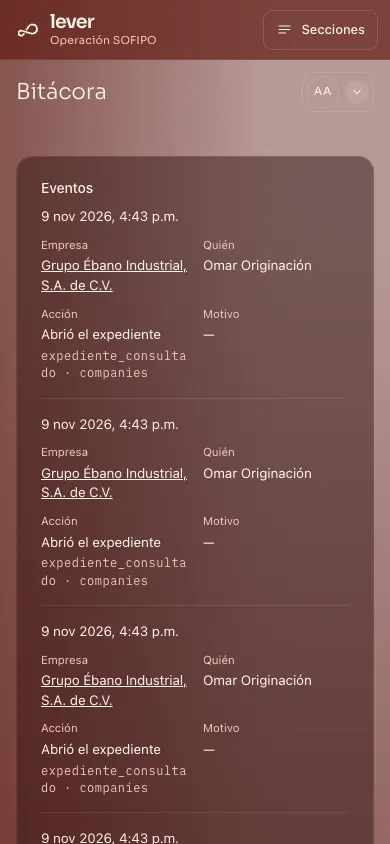 lever
Operación SOFIPO
Secciones
Bitácora
AA
Eventos
9 nov 2026, 4:43 p.m.
Empresa
Quién
Grupo Ébano Industrial,
S.A. de C.V.
Omar Originación
Acción
Motivo
Abrió el expediente
—
expediente_consulta
do · companies
9 nov 2026, 4:43 p.m.
Empresa
Quién
Grupo Ébano Industrial,
S.A. de C.V.
Omar Originación
Acción
Motivo
Abrió el expediente
—
expediente_consulta
do · companies
9 nov 2026, 4:43 p.m.
Empresa
Quién
Grupo Ébano Industrial,
S.A. de C.V.
Omar Originación
Acción
Motivo
Abrió el expediente
—
expediente_consulta
do · companies
9 nov 2026, 4:43 p.m.